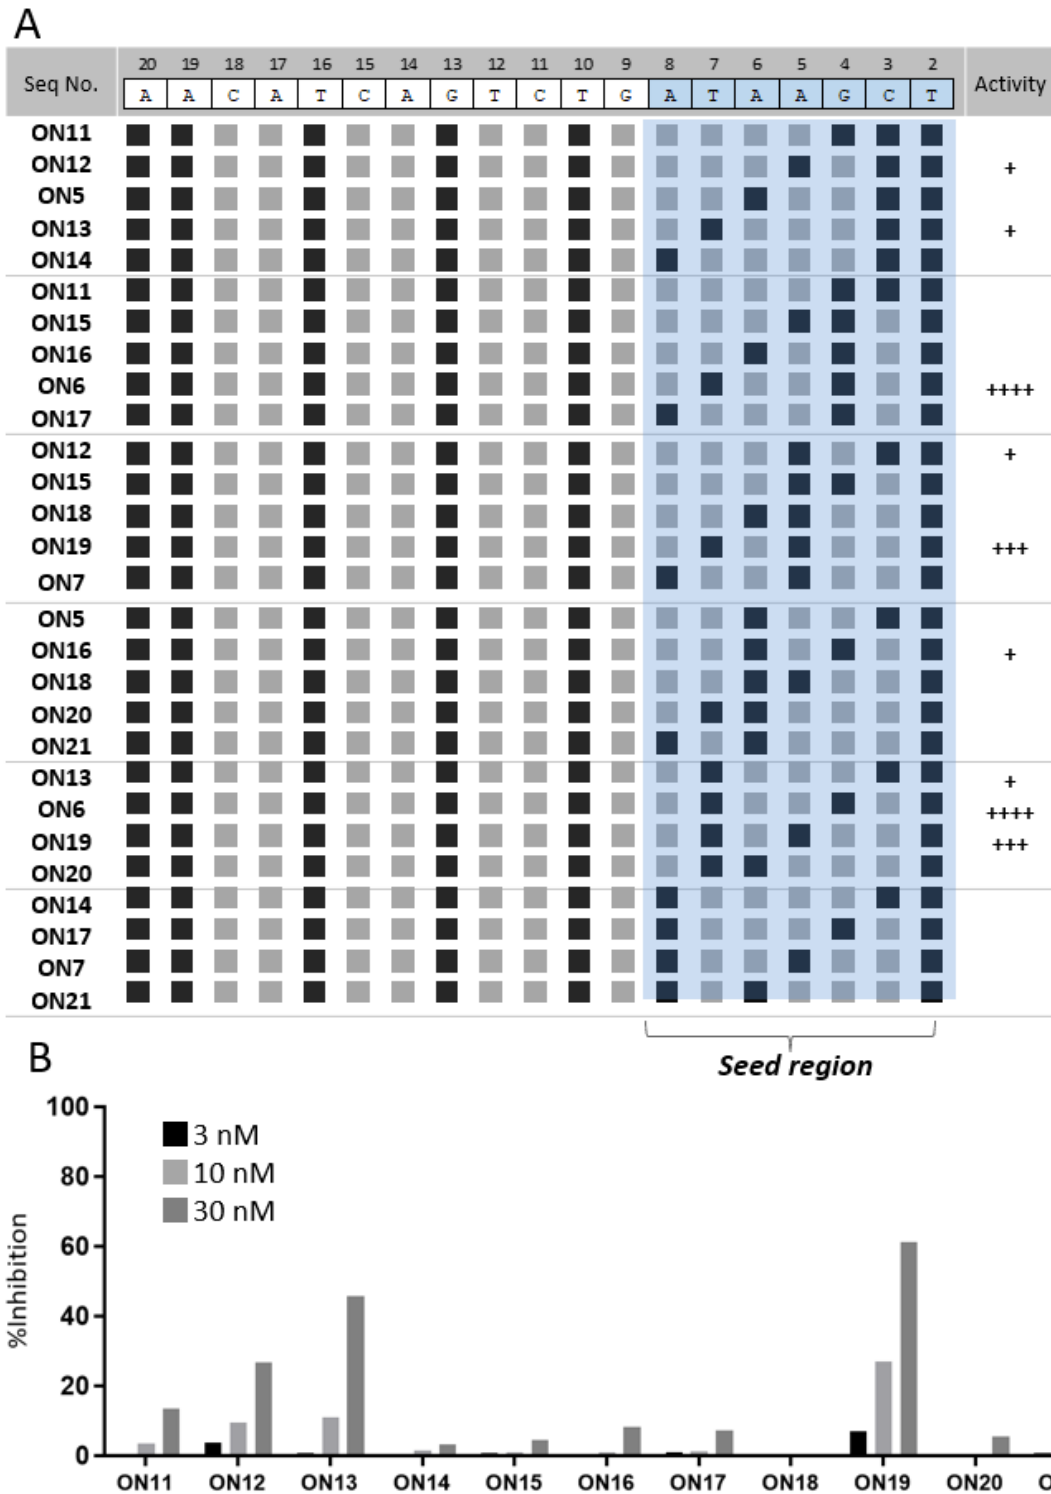 A
Seq No. 20 19 18 17 16 15 14 13 12 11 10 9 8 7 6 5 4 3 2 Activity
A A C A T C A G T C T G A T A A G C T
ON11
ON12 +
ON5
ON13 +
ON14
ON11
ON15
ON16
ON6 ++++
ON17
ON12 +
ON15
ON18
ON19 +++
ON7
ON5
ON16 +
ON18
ON20
ON21
ON13 +
ON6 ++++
ON19 +++
ON20
ON14
ON17
ON7
ON21
Seed region
B
100
80
60
40
20
0
%Inhibition
3 nM
10 nM
30 nM
ON11 ON12 ON13 ON14 ON15 ON16 ON17 ON18 ON19 ON20